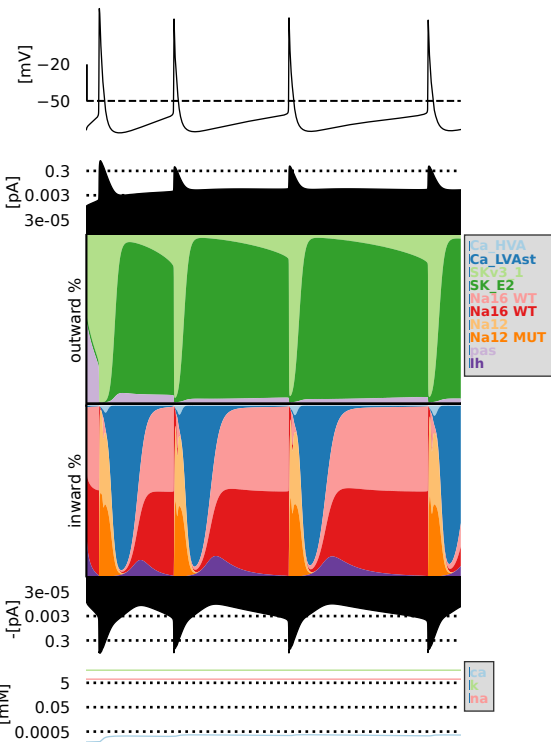 [mV]
−20
−50
[pA]
0.3
0.003
3e-05
outward %
Ca_HVA
Ca_LVAst
SKv3_1
SK_E2
Na16 WT
Na16 WT
Na12
Na12 MUT
pas
Ih
inward %
-[pA]
3e-05
0.003
0.3
[mM]
5
0.05
0.0005
ca
k
na